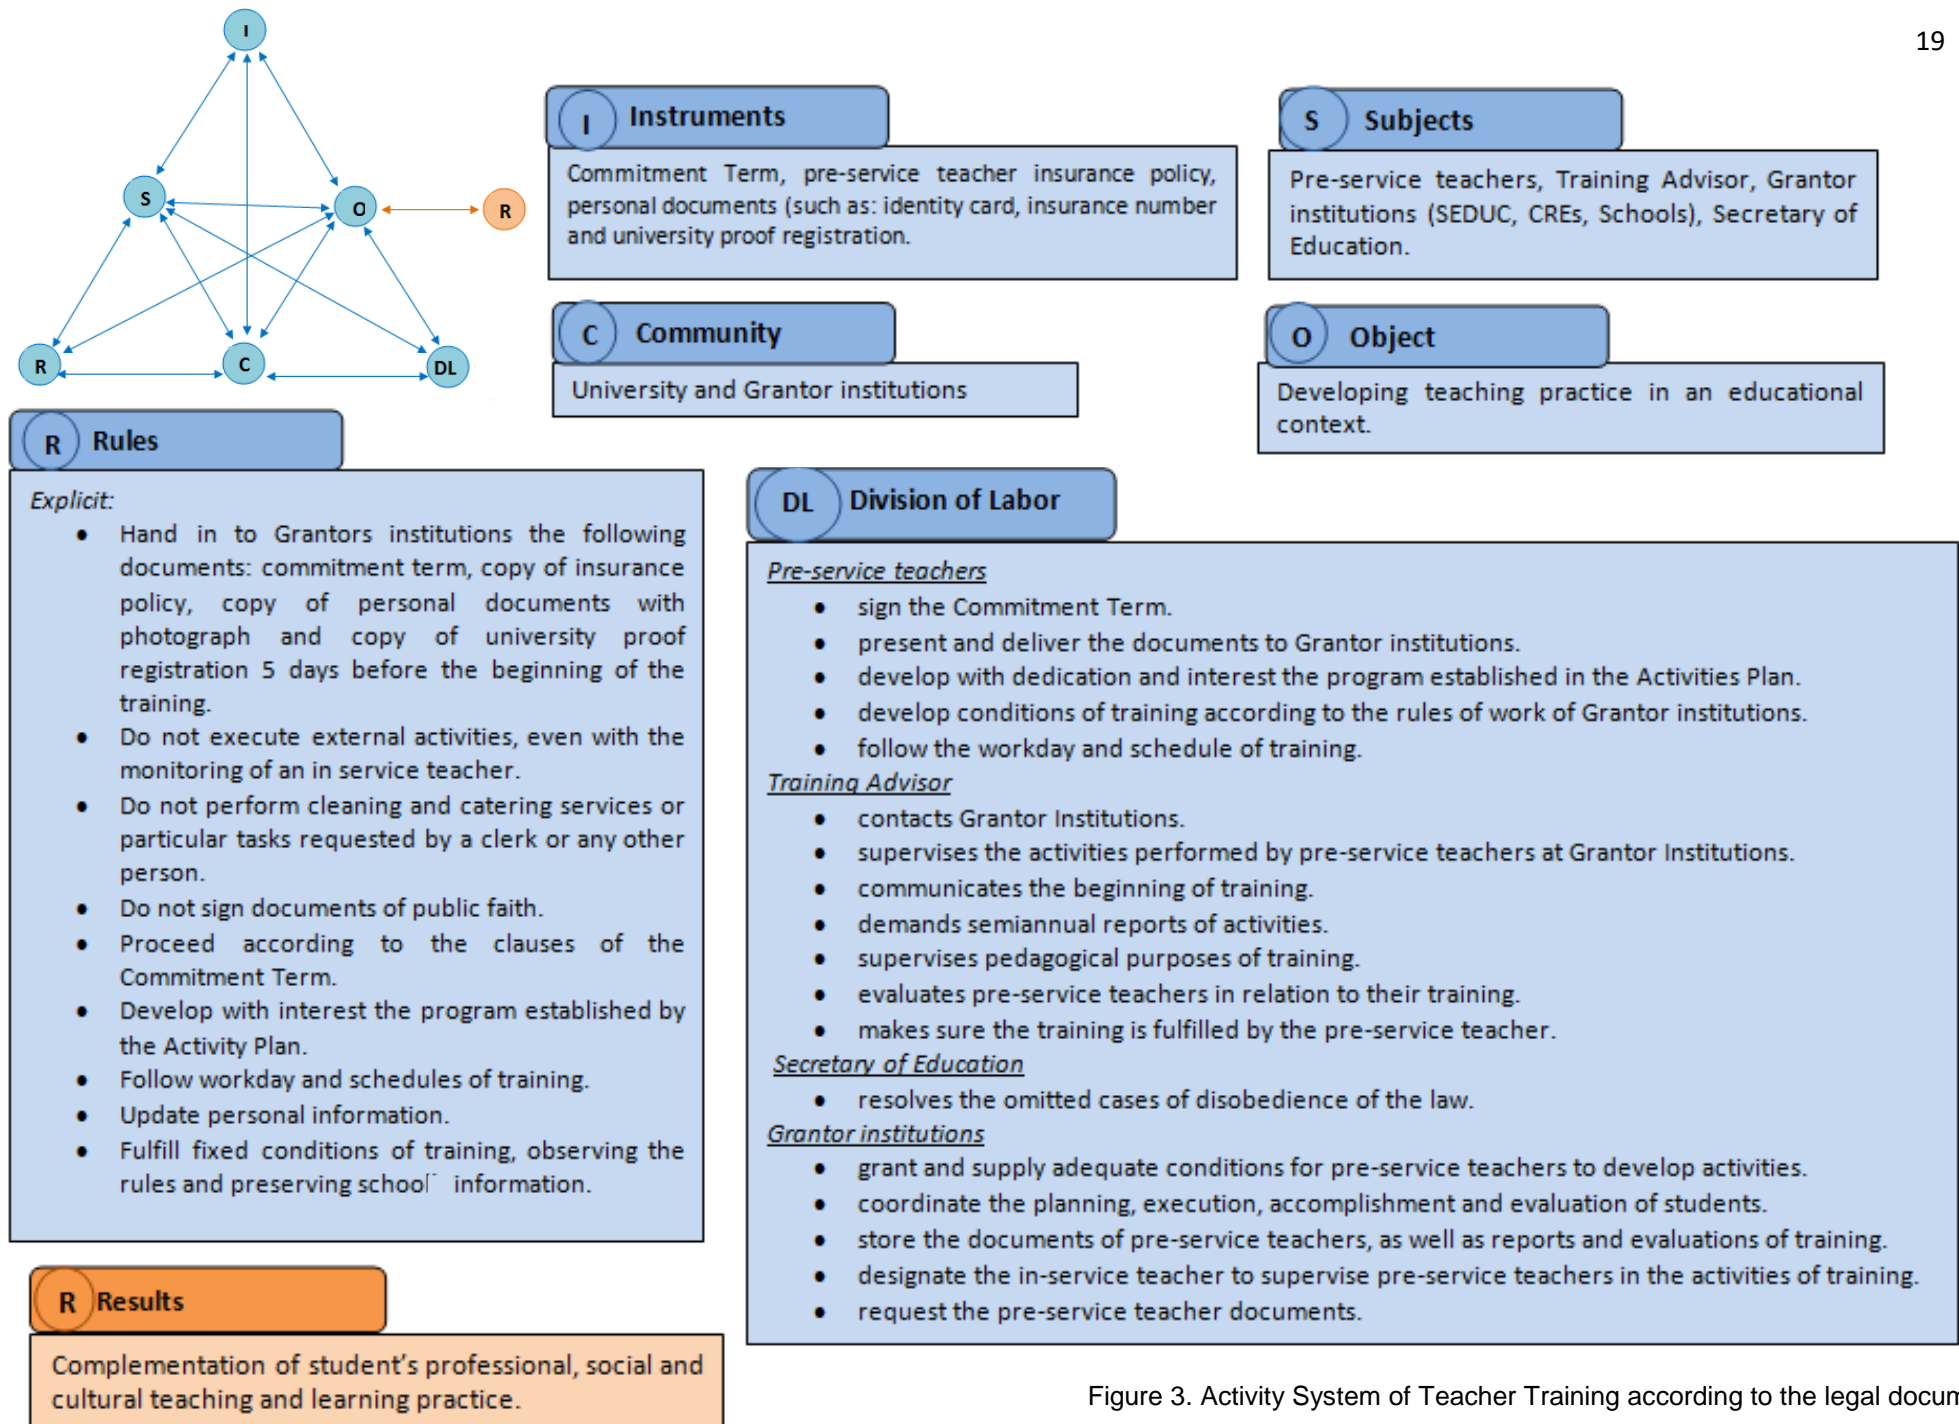 19
I
S
O
R
R
C
DL
I Instruments
Commitment Term, pre-service teacher insurance policy,
personal documents (such as: identity card, insurance number
and university proof registration.
S Subjects
Pre-service teachers, Training Advisor, Grantor
institutions (SEDUC, CREs, Schools), Secretary of
Education.
C Community
University and Grantor institutions
O Object
Developing teaching practice in an educational
context.
R Rules
Explicit:
• Hand in to Grantors institutions the following
documents: commitment term, copy of insurance
policy, copy of personal documents with
photograph and copy of university proof
registration 5 days before the beginning of the
training.
• Do not execute external activities, even with the
monitoring of an in service teacher.
• Do not perform cleaning and catering services or
particular tasks requested by a clerk or any other
person.
• Do not sign documents of public faith.
• Proceed according to the clauses of the
Commitment Term.
• Develop with interest the program established by
the Activity Plan.
• Follow workday and schedules of training.
• Update personal information.
• Fulfill fixed conditions of training, observing the
rules and preserving school information.
DL Division of Labor
Pre-service teachers
• sign the Commitment Term.
• present and deliver the documents to Grantor institutions.
• develop with dedication and interest the program established in the Activities Plan.
• develop conditions of training according to the rules of work of Grantor institutions.
• follow the workday and schedule of training.
Training Advisor
• contacts Grantor Institutions.
• supervises the activities performed by pre-service teachers at Grantor Institutions.
• communicates the beginning of training.
• demands semiannual reports of activities.
• supervises pedagogical purposes of training.
• evaluates pre-service teachers in relation to their training.
• makes sure the training is fulfilled by the pre-service teacher.
Secretary of Education
• resolves the omitted cases of disobedience of the law.
Grantor institutions
• grant and supply adequate conditions for pre-service teachers to develop activities.
• coordinate the planning, execution, accomplishment and evaluation of students.
• store the documents of pre-service teachers, as well as reports and evaluations of training.
• designate the in-service teacher to supervise pre-service teachers in the activities of training.
• request the pre-service teacher documents.
R Results
Complementation of student's professional, social and
cultural teaching and learning practice.
Figure 3. Activity System of Teacher Training according to the legal docum